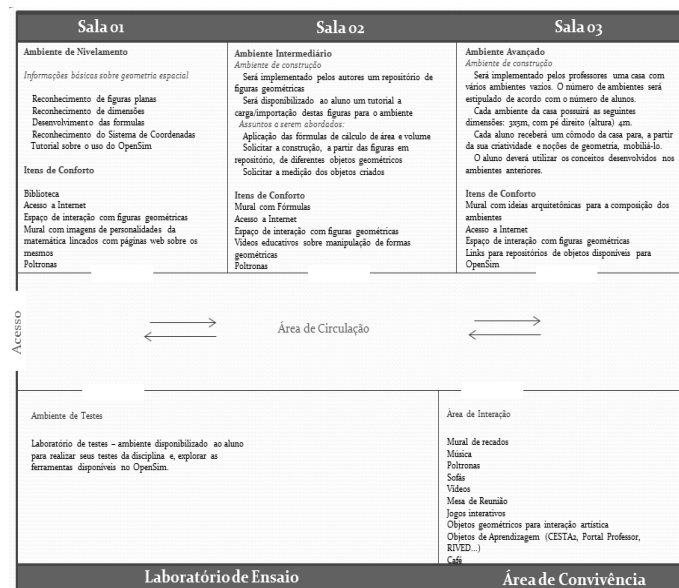 Sala 01
Ambiente de Nivelamento
Informações básicas sobre geometria espacial
Reconhecimento de figuras planas
Reconhecimento de dimensões
Desenvolvimento das formulas
Reconhecimento do Sistema de Coordenadas
Tutorial sobre o uso do OpenSim
Itens de Conforto
Biblioteca
Acesso a Internet
Espaço de interação com figuras geométricas
Mural com imagens de personalidades da
matemática lincados com páginas web sobre os
mesmos
Poltronas
Sala 02
Ambiente Intermediário
Ambiente de construção
Será implementado pelos autores um repositório de
figuras geométricas
Será disponibilizado ao aluno um tutorial a
carga/importação destas figuras para o ambiente
Assuntos a serem abordados:
Aplicação das fórmulas de cálculo de área e volume
Solicitar a construção, a partir das figuras em
repositório, de diferentes objetos geométricos
Solicitar a medição dos objetos criados
Itens de Conforto
Mural com Fórmulas
Acesso a Internet
Espaço de interação com figuras geométricas
Videos educativos sobre manipulação de formas
geométricas
Poltronas
Sala 03
Ambiente Avançado
Ambiente de construção
Será implementado pelos professores uma casa com
vários ambientes vazios. O número de ambientes será
estipulado de acordo com o número de alunos.
Cada ambiente da casa possuirá as seguintes
dimensões: 3x5m, com pé direito (altura) 4m.
Cada aluno receberá um cômodo da casa para, a partir
da sua criatividade e noções de geometria, mobiliá-lo.
O aluno deverá utilizar os conceitos desenvolvidos nos
ambientes anteriores.
Itens de Conforto
Mural com ideias arquitetônicas para a composição dos
ambientes
Acesso a Internet
Espaço de interação com figuras geométricas
Links para repositórios de objetos disponíveis para
OpenSim
Acesso
Área de Circulação
Ambiente de Testes
Laboratório de testes – ambiente disponibilizado ao aluno
para realizar seus testes da disciplina e, explorar as
ferramentas disponíveis no OpenSim.
Laboratório de Ensaio
Área de Interação
Mural de recados
Música
Poltronas
Sofás
Vídeos
Mesa de Reunião
Jogos interativos
Objetos geométricos para interação artística
Objetos de Aprendizagem (CESTA2, Portal Professor,
RIVED...)
Café
Área de Convivência